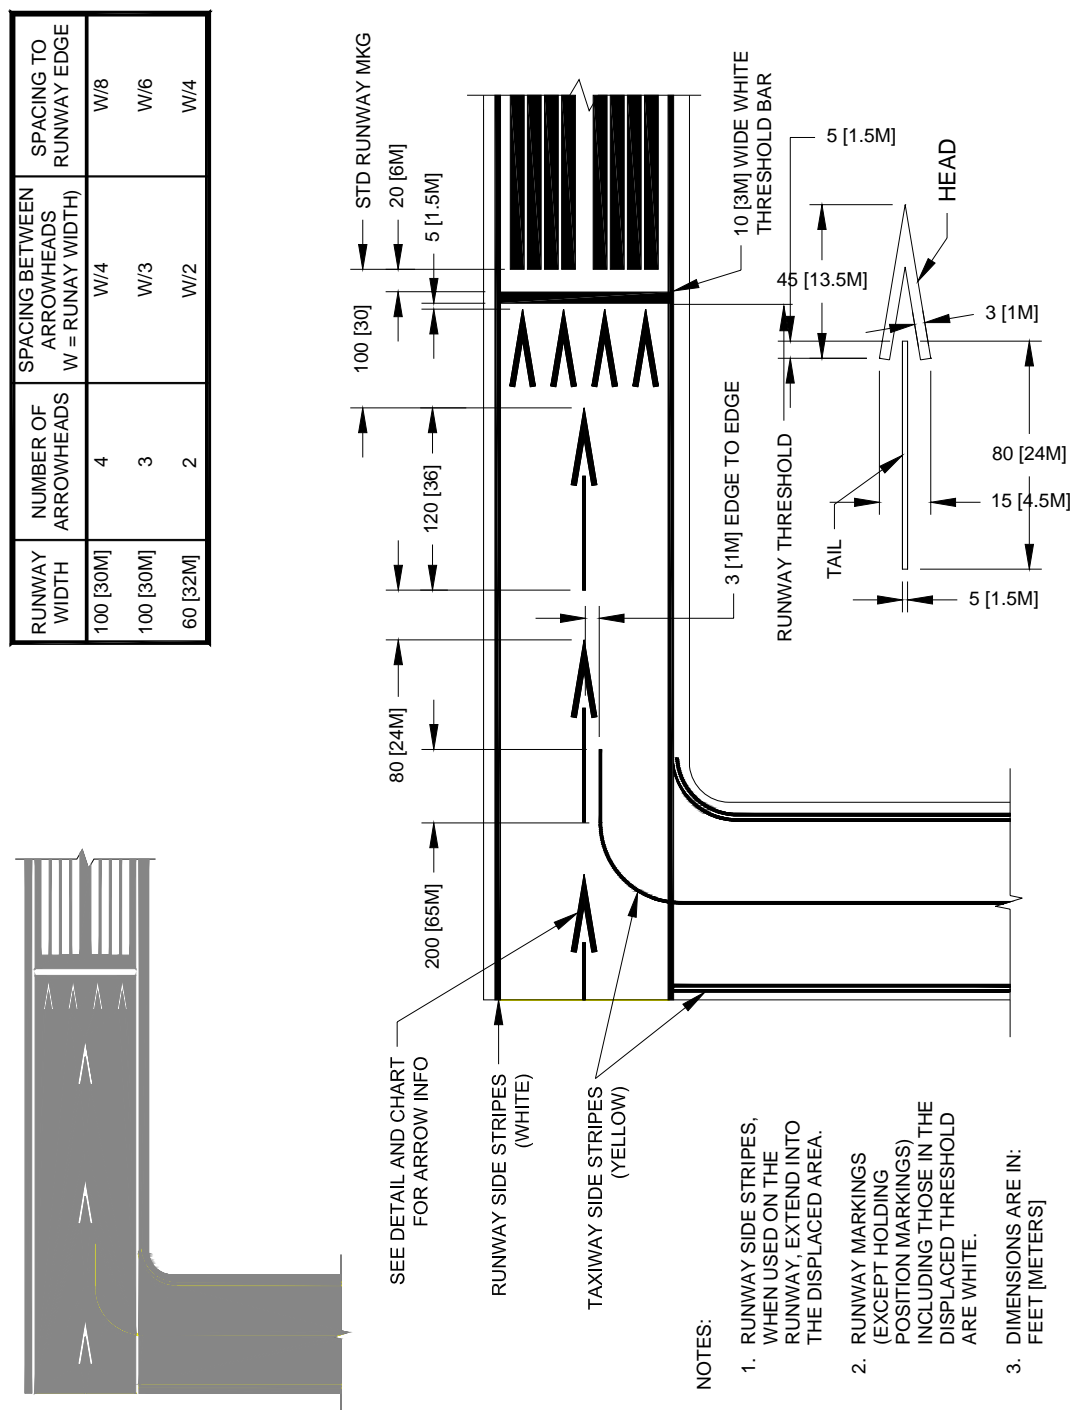 RUNWAY
WIDTH
NUMBER OF
ARROWHEADS
SPACING BETWEEN
ARROWHEADS
W = RUNAY WIDTH)
SPACING TO
RUNWAY EDGE
100 [30M]
4
W/4
W/8
100 [30M]
3
W/3
W/6
60 [32M]
2
W/2
W/4
STD RUNWAY MKG
20 [6M]
5 [1.5M]
100 [30]
120 [36]
80 [24M]
200 [65M]
10 [3M] WIDE WHITE
THRESHOLD BAR
3 [1M] EDGE TO EDGE
RUNWAY THRESHOLD
5 [1.5M]
45 [13.5M]
HEAD
3 [1M]
80 [24M]
15 [4.5M]
TAIL
5 [1.5M]
SEE DETAIL AND CHART
FOR ARROW INFO
RUNWAY SIDE STRIPES
(WHITE)
TAXIWAY SIDE STRIPES
(YELLOW)
NOTES:
1. RUNWAY SIDE STRIPES,
WHEN USED ON THE
RUNWAY, EXTEND INTO
THE DISPLACED AREA.
2. RUNWAY MARKINGS
(EXCEPT HOLDING
POSITION MARKINGS)
INCLUDING THOSE IN THE
DISPLACED THRESHOLD
ARE WHITE.
3. DIMENSIONS ARE IN:
FEET [METERS]